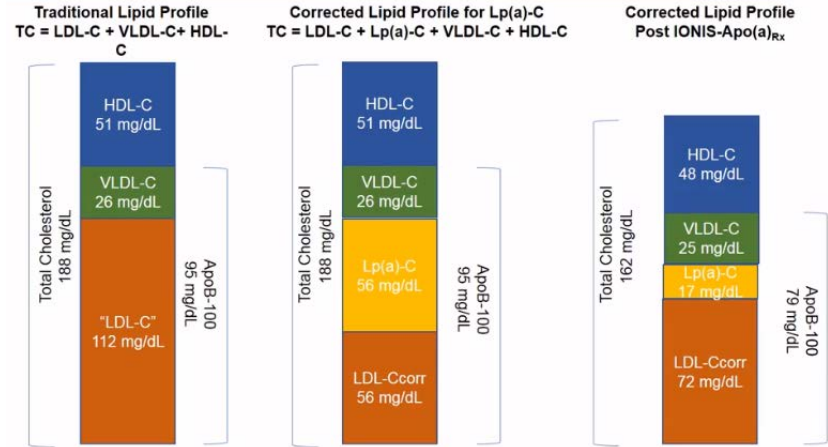 Traditional Lipid Profile
TC = LDL-C + VLDL-C+ HDL-
C
Total Cholesterol
188 mg/dL
HDL-C
51 mg/dL
VLDL-C
26 mg/dL
"LDL-C"
112 mg/dL
ApoB-100
95 mg/dL
Corrected Lipid Profile for Lp(a)-C
TC = LDL-C + Lp(a)-C + VLDL-C + HDL-C
Total Cholesterol
188 mg/dL
HDL-C
51 mg/dL
VLDL-C
26 mg/dL
Lp(a)-C
56 mg/dL
LDL-Ccorr
56 mg/dL
ApoB-100
95 mg/dL
Corrected Lipid Profile
Post IONIS-Apo(a)Rx
Total Cholesterol
162 mg/dL
HDL-C
48 mg/dL
VLDL-C
25 mg/dL
Lp(a)-C
17 mg/dL
LDL-Ccorr
72 mg/dL
ApoB-100
79 mg/dL